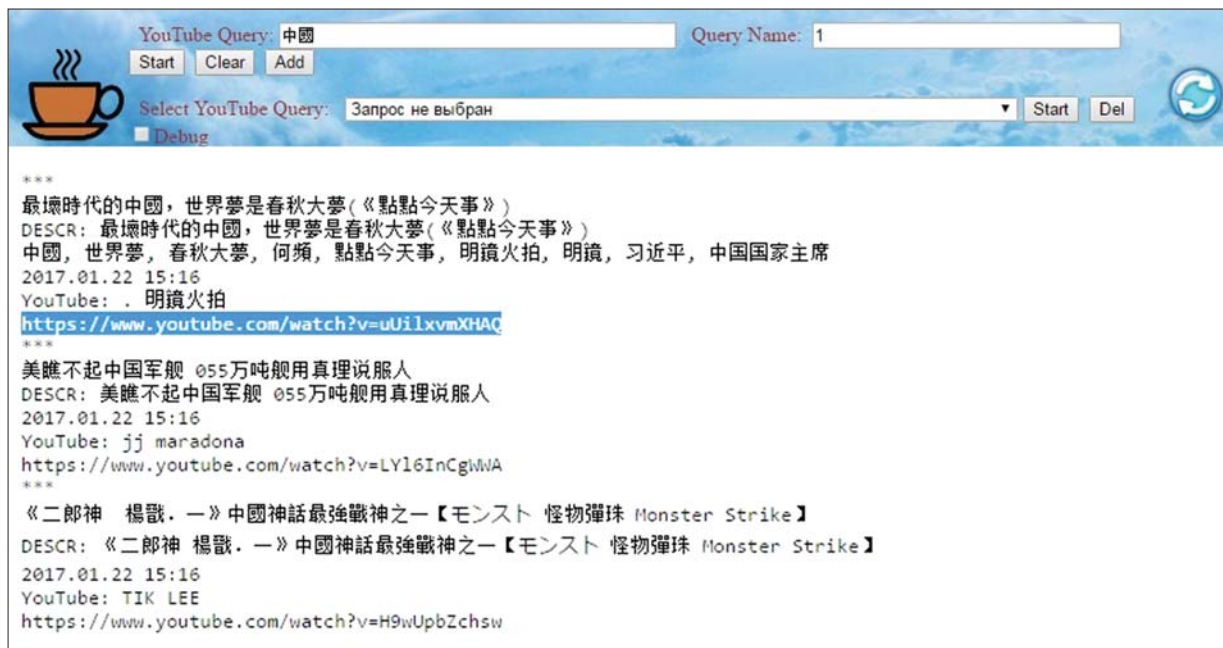 YouTube Query: 中國 Query Name: 1
Start Clear Add
Select YouTube Query: Запрос не выбран Start Del
Debug
***
最壞時代的中國，世界夢是春秋大夢(《點點今天事》)
DESCR: 最壞時代的中國，世界夢是春秋大夢(《點點今天事》)
中國, 世界夢, 春秋大夢, 何頻, 點點今天事, 明鏡火拍, 明鏡, 习近平, 中国国家主席
2017.01.22 15:16
YouTube: . 明鏡火拍
https://www.youtube.com/watch?v=uUilxvmXHAQ
***
美瞧不起中国军舰 055万吨舰用真理说服人
DESCR: 美瞧不起中国军舰 055万吨舰用真理说服人
2017.01.22 15:16
YouTube: jj maradona
https://www.youtube.com/watch?v=LYl6InCgWWA
***
《二郎神 楊戩．一》中國神話最強戰神之一【モンスト 怪物彈珠 Monster Strike】
DESCR: 《二郎神 楊戩．一》中國神話最強戰神之一【モンスト 怪物彈珠 Monster Strike】
2017.01.22 15:16
YouTube: TIK LEE
https://www.youtube.com/watch?v=H9wUpbZchsw